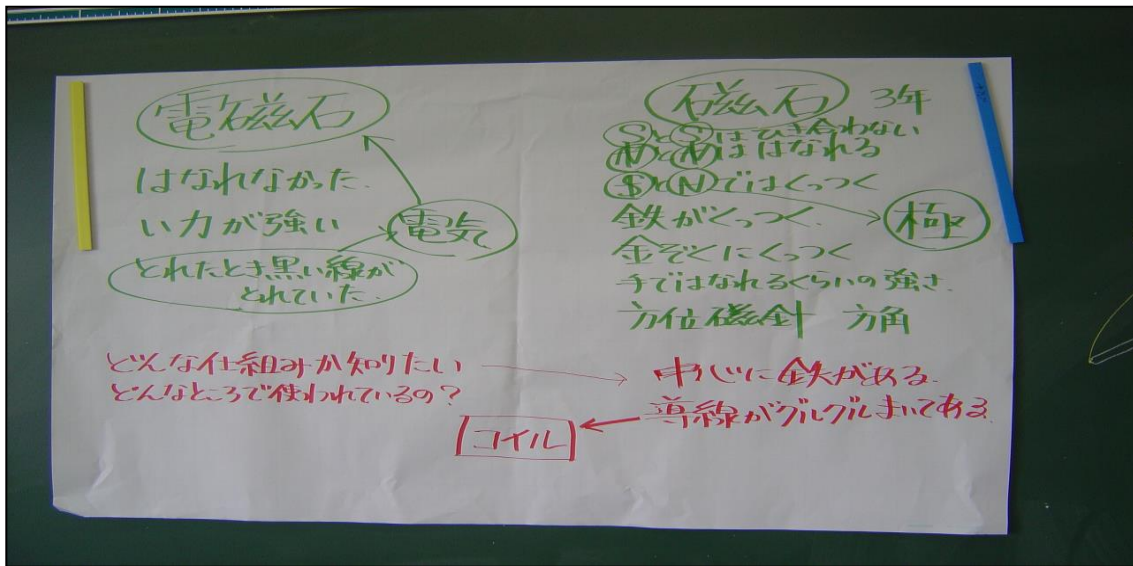 電磁石
はなれなかった.
い力が強い
電気
とれたとき黒い線が
とれていた.
磁石 3年
SとSはひき合わない
NとNははなれる
SとNではくっつく
鉄がくっつく.
極
金ぞくにくっつく
手ではなれるくらいの強さ.
方位磁針 方角
どんな仕組みか知りたい
どんなところで使われているの?
中心に鉄がある.
導線がグルグルまいてある.
コイル